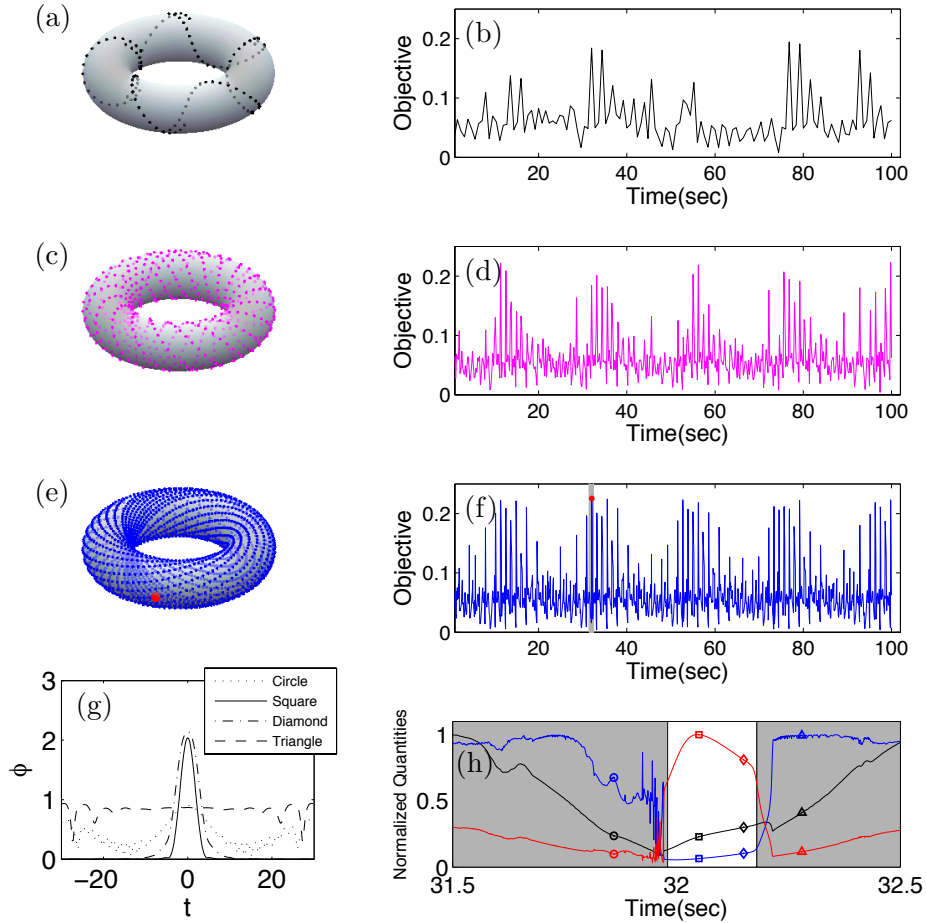 (a)
(b)
Objective
0.2
0.1
0
20 40 60 80 100
Time(sec)
(c)
(d)
Objective
0.2
0.1
0
20 40 60 80 100
Time(sec)
(e)
(f)
Objective
0.2
0.1
0
20 40 60 80 100
Time(sec)
(g)
ϕ
3
2
1
0
−20 0 20
t
Circle
Square
Diamond
Triangle
(h)
Normalized Quantities
1
0.5
0
31.5 32 32.5
Time(sec)